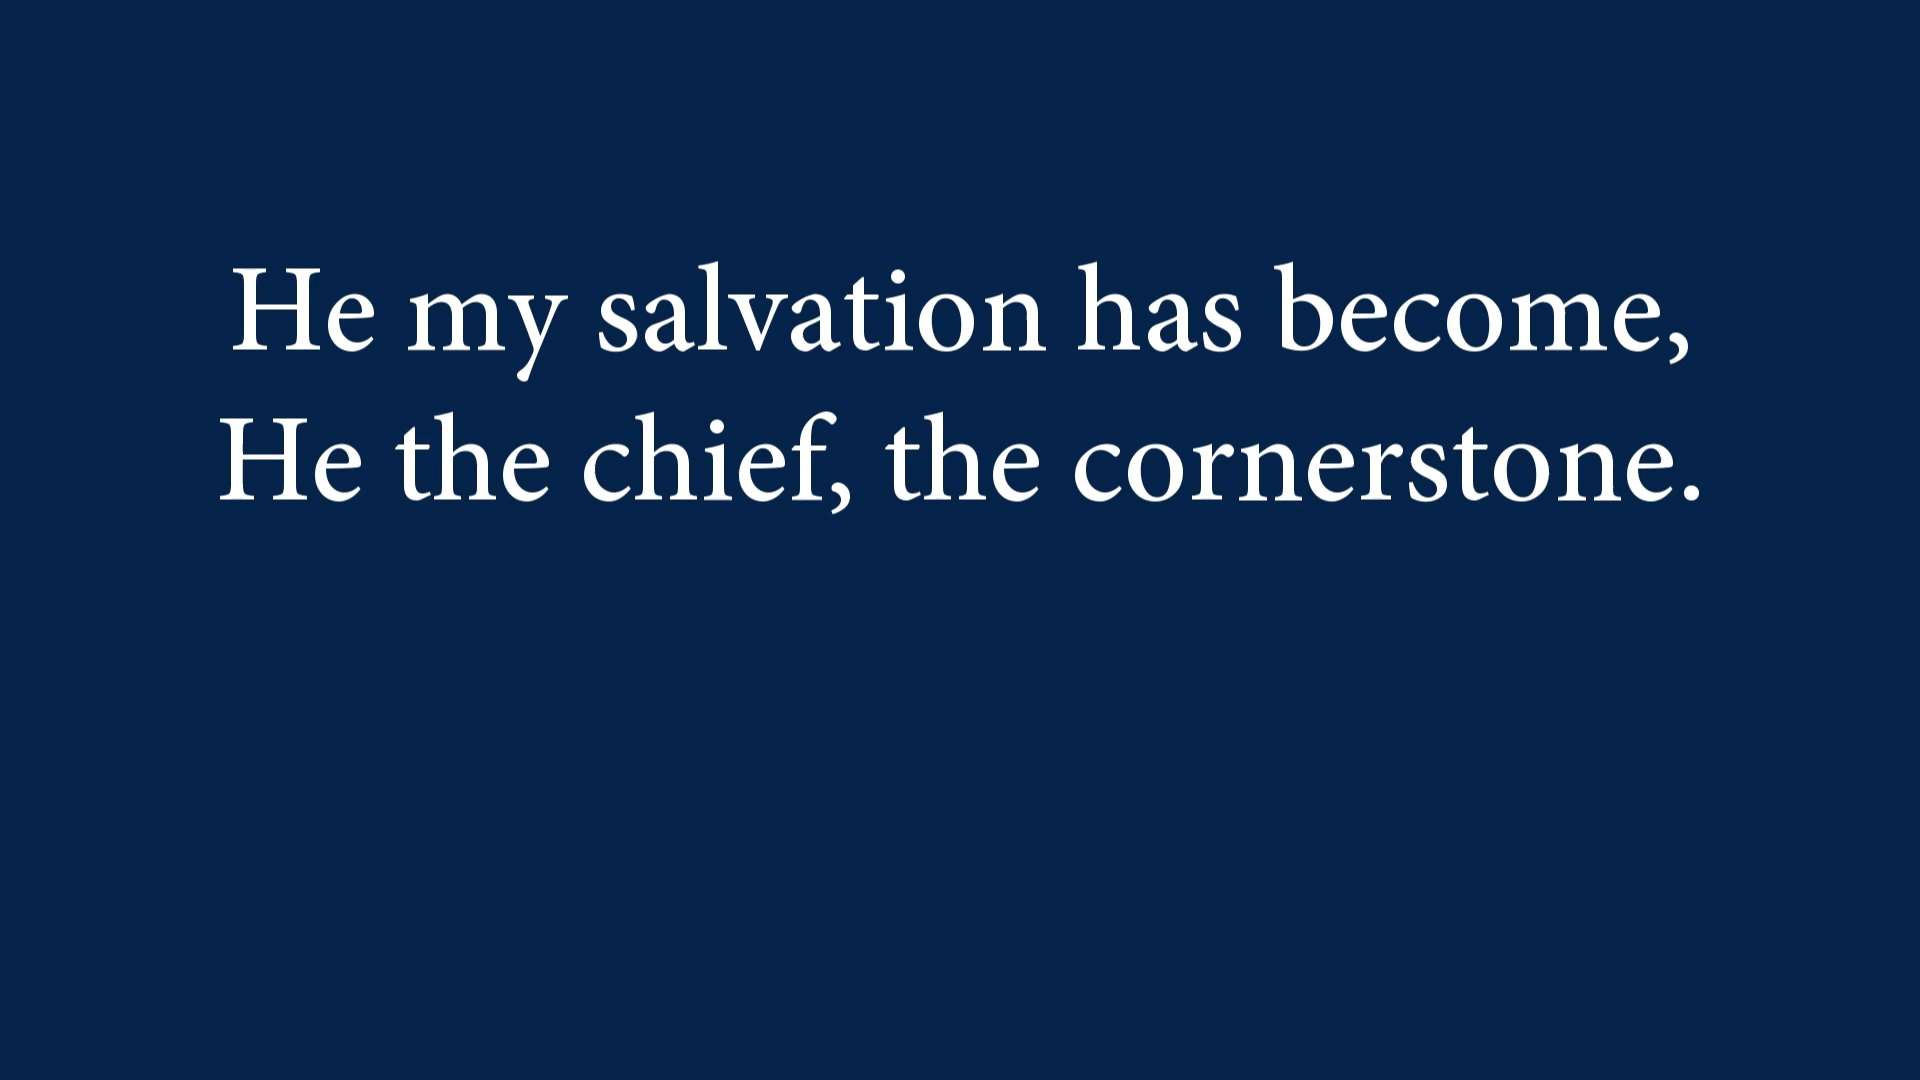 He my salvation has become,
He the chief, the cornerstone.